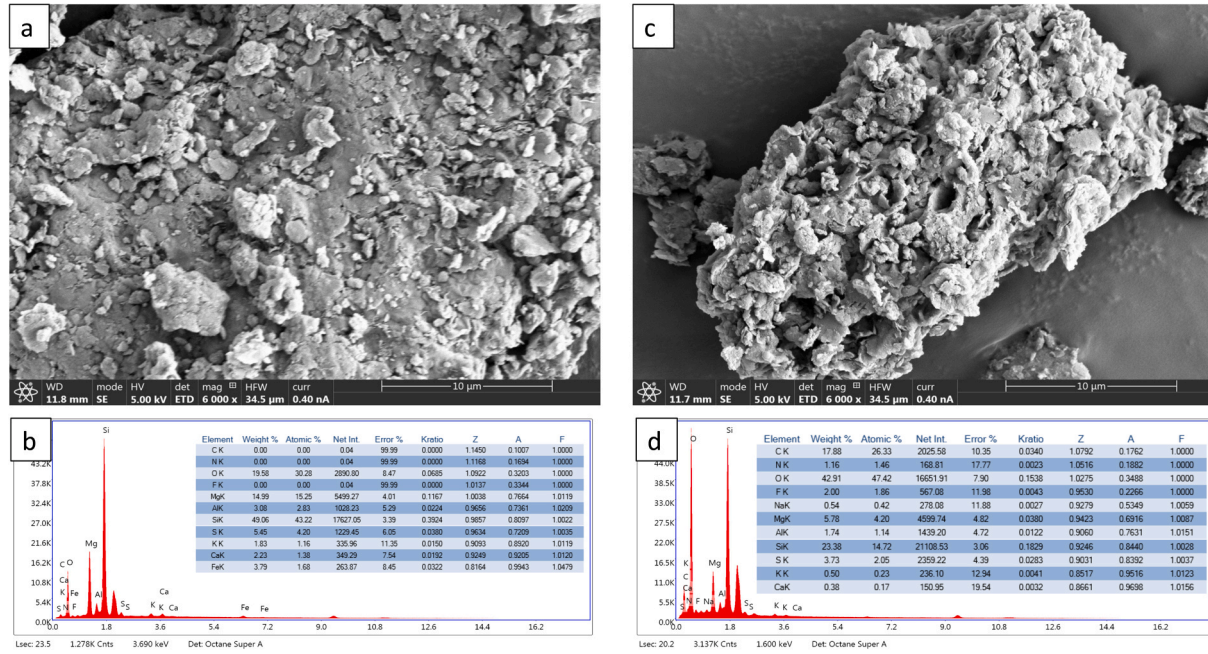 a
WD mode HV det mag ⊞ HFW curr
11.8 mm SE 5.00 kV ETD 6 000 x 34.5 µm 0.40 nA
10 µm
c
WD mode HV det mag ⊞ HFW curr
11.7 mm SE 5.00 kV ETD 6 000 x 34.5 µm 0.40 nA
10 µm
b
Si
43.2K
37.8K
32.4K
27.0K
21.6K
16.2K
10.8K
5.4K
0.0K
Mg
C O
Ca
K Fe
N F
S
Al
S S
Ca
K K Ca
Fe Fe
0.0 1.8 3.6 5.4 7.2 9.0 10.8 12.6 14.4 16.2
Element Weight % Atomic % Net Int. Error % Kratio Z A F
C K 0.00 0.00 0.04 99.99 0.0000 1.1450 0.1007 1.0000
N K 0.00 0.00 0.04 99.99 0.0000 1.1168 0.1694 1.0000
O K 19.58 30.28 2890.80 8.47 0.0685 1.0922 0.3203 1.0000
F K 0.00 0.00 0.04 99.99 0.0000 1.0137 0.3344 1.0000
MgK 14.99 15.25 5499.27 4.01 0.1167 1.0038 0.7664 1.0119
AlK 3.08 2.83 1028.23 5.29 0.0224 0.9656 0.7361 1.0209
SiK 49.06 43.22 17627.05 3.39 0.3924 0.9857 0.8097 1.0022
S K 5.45 4.20 1229.45 6.05 0.0380 0.9634 0.7209 1.0035
K K 1.83 1.16 335.96 11.35 0.0150 0.9093 0.8920 1.0119
CaK 2.23 1.38 349.29 7.54 0.0192 0.9249 0.9205 1.0120
FeK 3.79 1.68 263.87 8.45 0.0322 0.8164 0.9943 1.0479
Lsec: 23.5 1.278K Cnts 3.690 keV Det: Octane Super A
d
O
Si
44.0K
38.5K
33.0K
27.5K
22.0K
16.5K
11.0K
5.5K
0.0K
K
C
Ca
S N F Na
Mg
Al
S S
K K Ca
0.0 1.8 3.6 5.4 7.2 9.0 10.8 12.6 14.4 16.2
Element Weight % Atomic % Net Int. Error % Kratio Z A F
C K 17.88 26.33 2025.58 10.35 0.0340 1.0792 0.1762 1.0000
N K 1.16 1.46 168.81 17.77 0.0023 1.0516 0.1882 1.0000
O K 42.91 47.42 16651.91 7.90 0.1538 1.0275 0.3488 1.0000
F K 2.00 1.86 567.08 11.98 0.0043 0.9530 0.2266 1.0000
NaK 0.54 0.42 278.08 11.88 0.0027 0.9279 0.5349 1.0059
MgK 5.78 4.20 4599.74 4.82 0.0380 0.9423 0.6916 1.0087
AlK 1.74 1.14 1439.20 4.72 0.0122 0.9060 0.7631 1.0151
SiK 23.38 14.72 21108.53 3.06 0.1829 0.9246 0.8440 1.0028
S K 3.73 2.05 2359.22 4.39 0.0283 0.9031 0.8392 1.0037
K K 0.50 0.23 236.10 12.94 0.0041 0.8517 0.9516 1.0123
CaK 0.38 0.17 150.95 19.54 0.0032 0.8661 0.9698 1.0156
Lsec: 20.2 3.137K Cnts 1.600 keV Det: Octane Super A